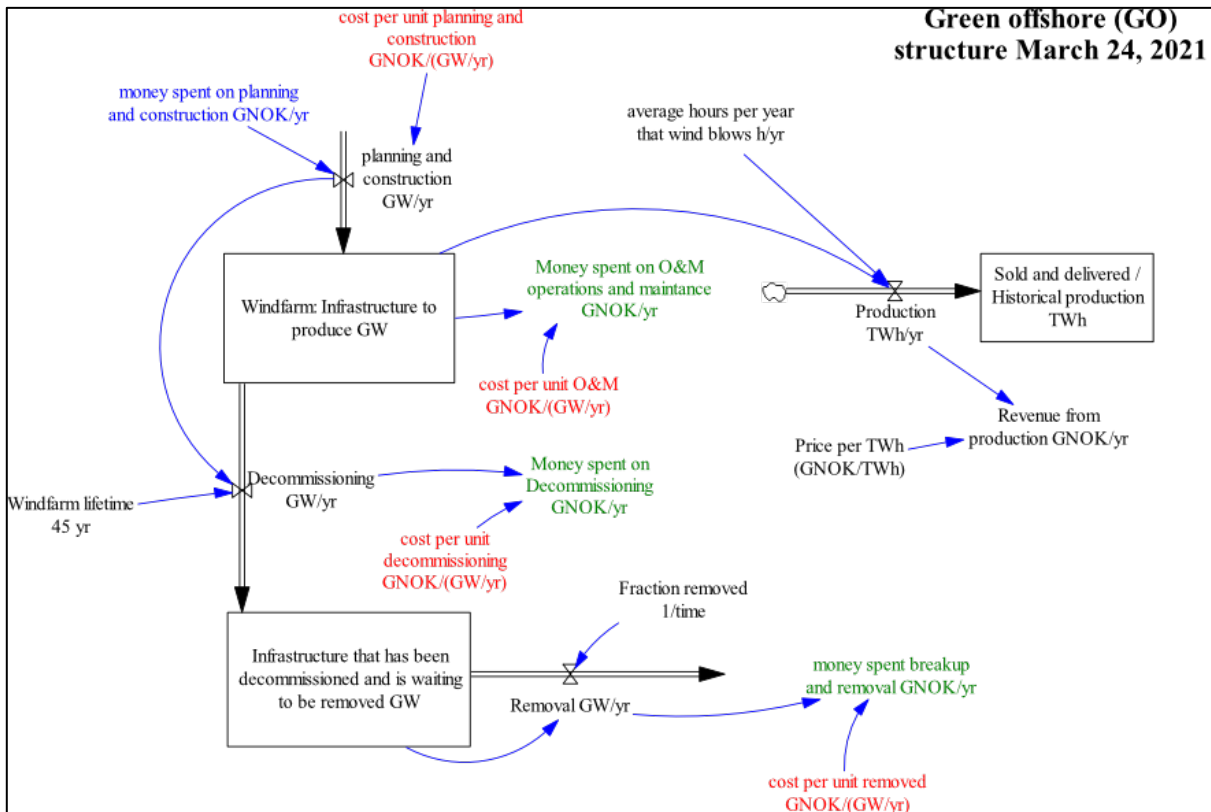 Green offshore (GO)
structure March 24, 2021
cost per unit planning and
construction
GNOK/(GW/yr)
money spent on planning
and construction GNOK/yr
planning and
construction
GW/yr
average hours per year
that wind blows h/yr
Windfarm: Infrastructure to
produce GW
Money spent on O&M
operations and maintance
GNOK/yr
cost per unit O&M
GNOK/(GW/yr)
Production
TWh/yr
Sold and delivered /
Historical production
TWh
Revenue from
production GNOK/yr
Price per TWh
(GNOK/TWh)
Decommissioning
GW/yr
Windfarm lifetime
45 yr
Money spent on
Decommissioning
GNOK/yr
cost per unit
decommissioning
GNOK/(GW/yr)
Fraction removed
1/time
Infrastructure that has been
decommissioned and is waiting
to be removed GW
Removal GW/yr
money spent breakup
and removal GNOK/yr
cost per unit removed
GNOK/(GW/yr)